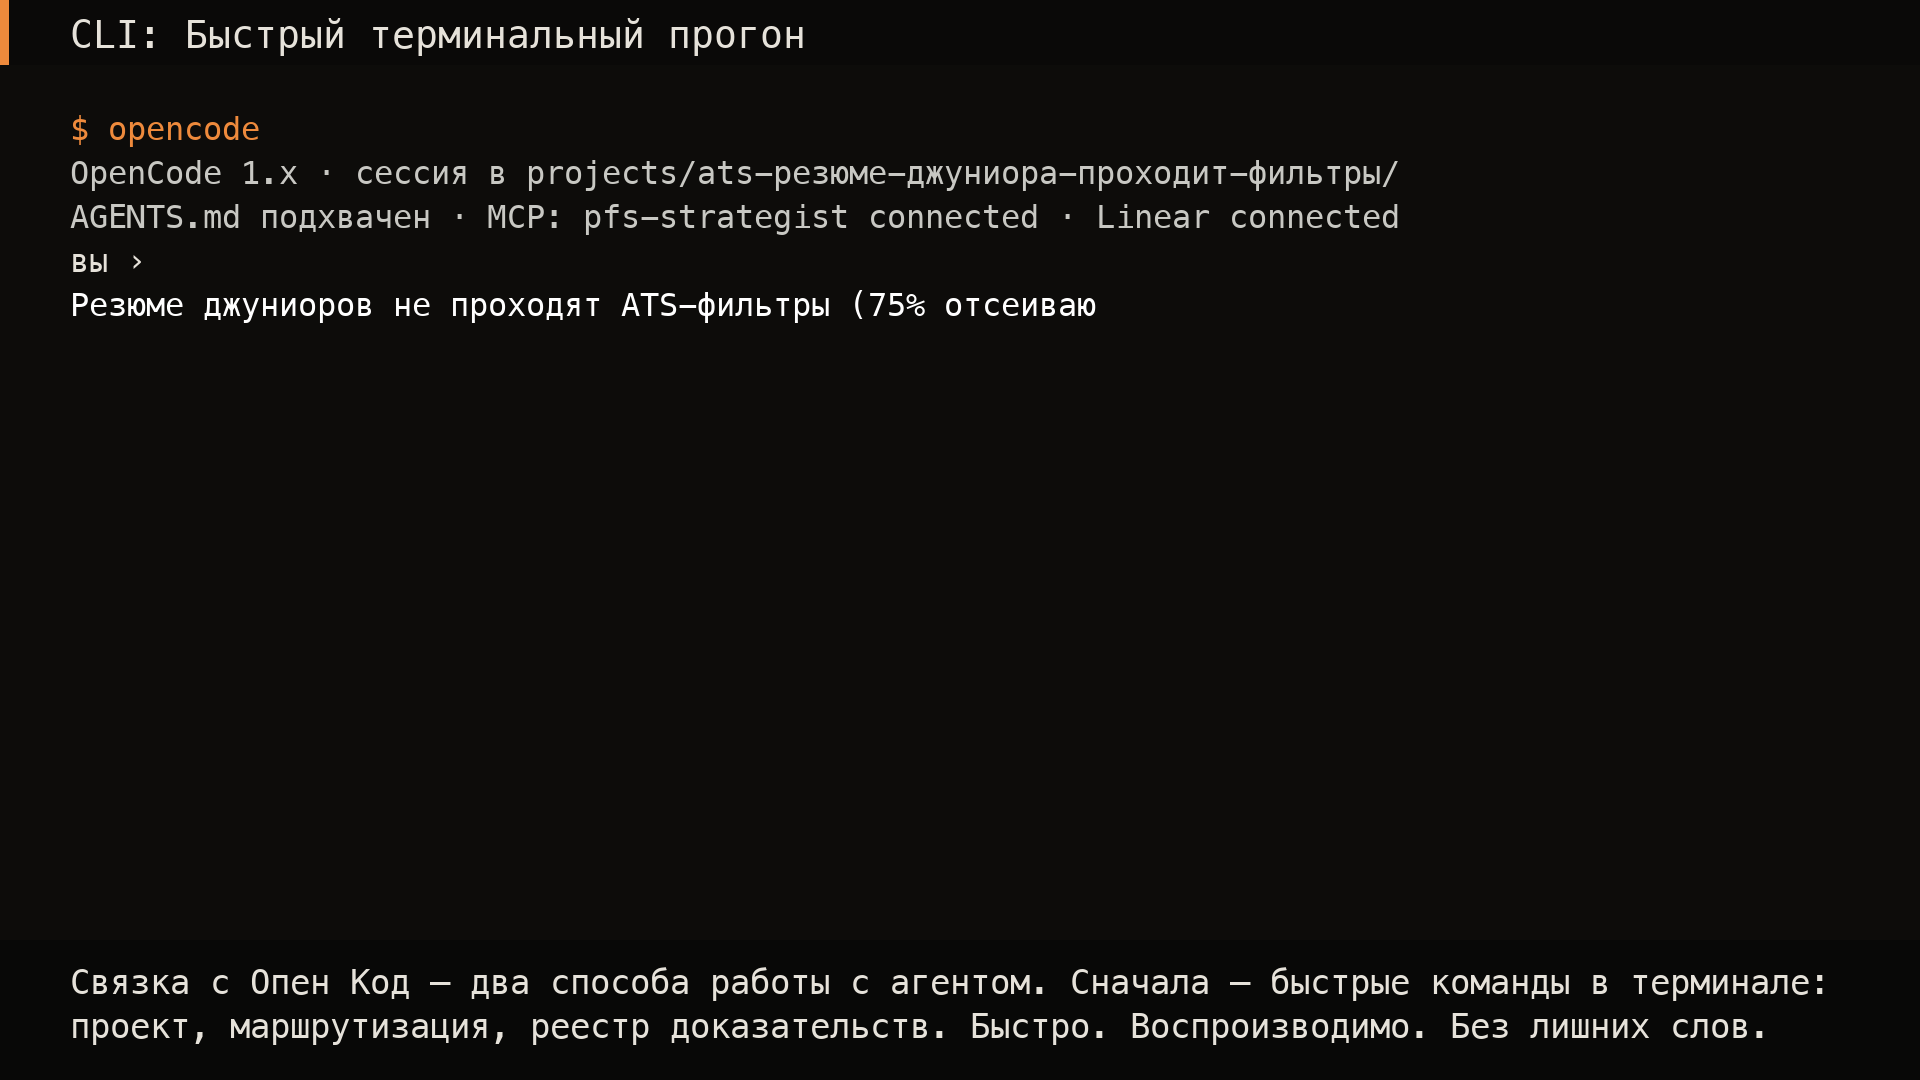 CLI: Быстрый терминальный прогон
$ opencode
OpenCode 1.x · сессия в projects/ats−резюме−джуниора−проходит−фильтры/
AGENTS.md подхвачен · MCP: pfs−strategist connected · Linear connected
вы ›
Резюме джуниоров не проходят ATS−фильтры (75% отсеиваю
Связка с Опен Код — два способа работы с агентом. Сначала — быстрые команды в терминале:
проект, маршрутизация, реестр доказательств. Быстро. Воспроизводимо. Без лишних слов.